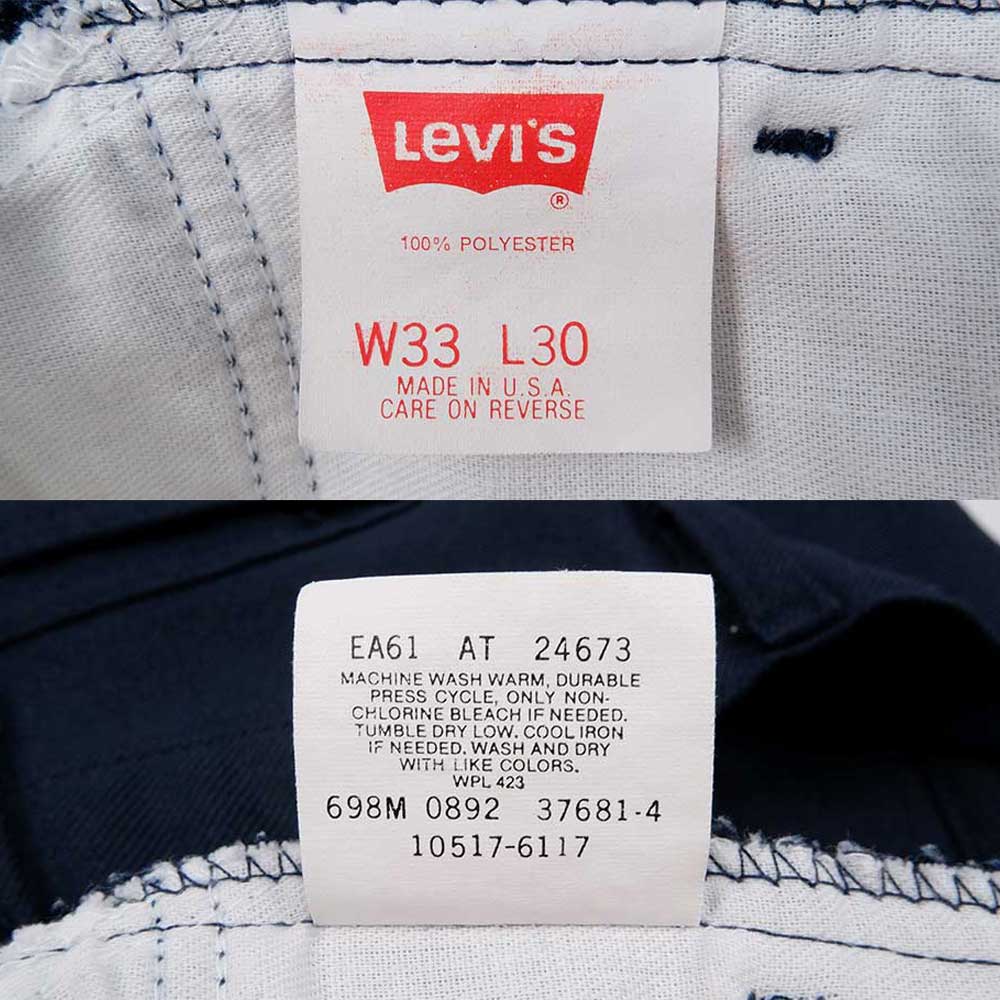 LEVI'S
®
100% POLYESTER
W33 L30
MADE IN U.S.A.
CARE ON REVERSE
EA61 AT 24673
MACHINE WASH WARM, DURABLE
PRESS CYCLE, ONLY NON-
CHLORINE BLEACH IF NEEDED.
TUMBLE DRY LOW. COOL IRON
IF NEEDED. WASH AND DRY
WITH LIKE COLORS.
WPL 423
698M 0892 37681-4
10517-6117